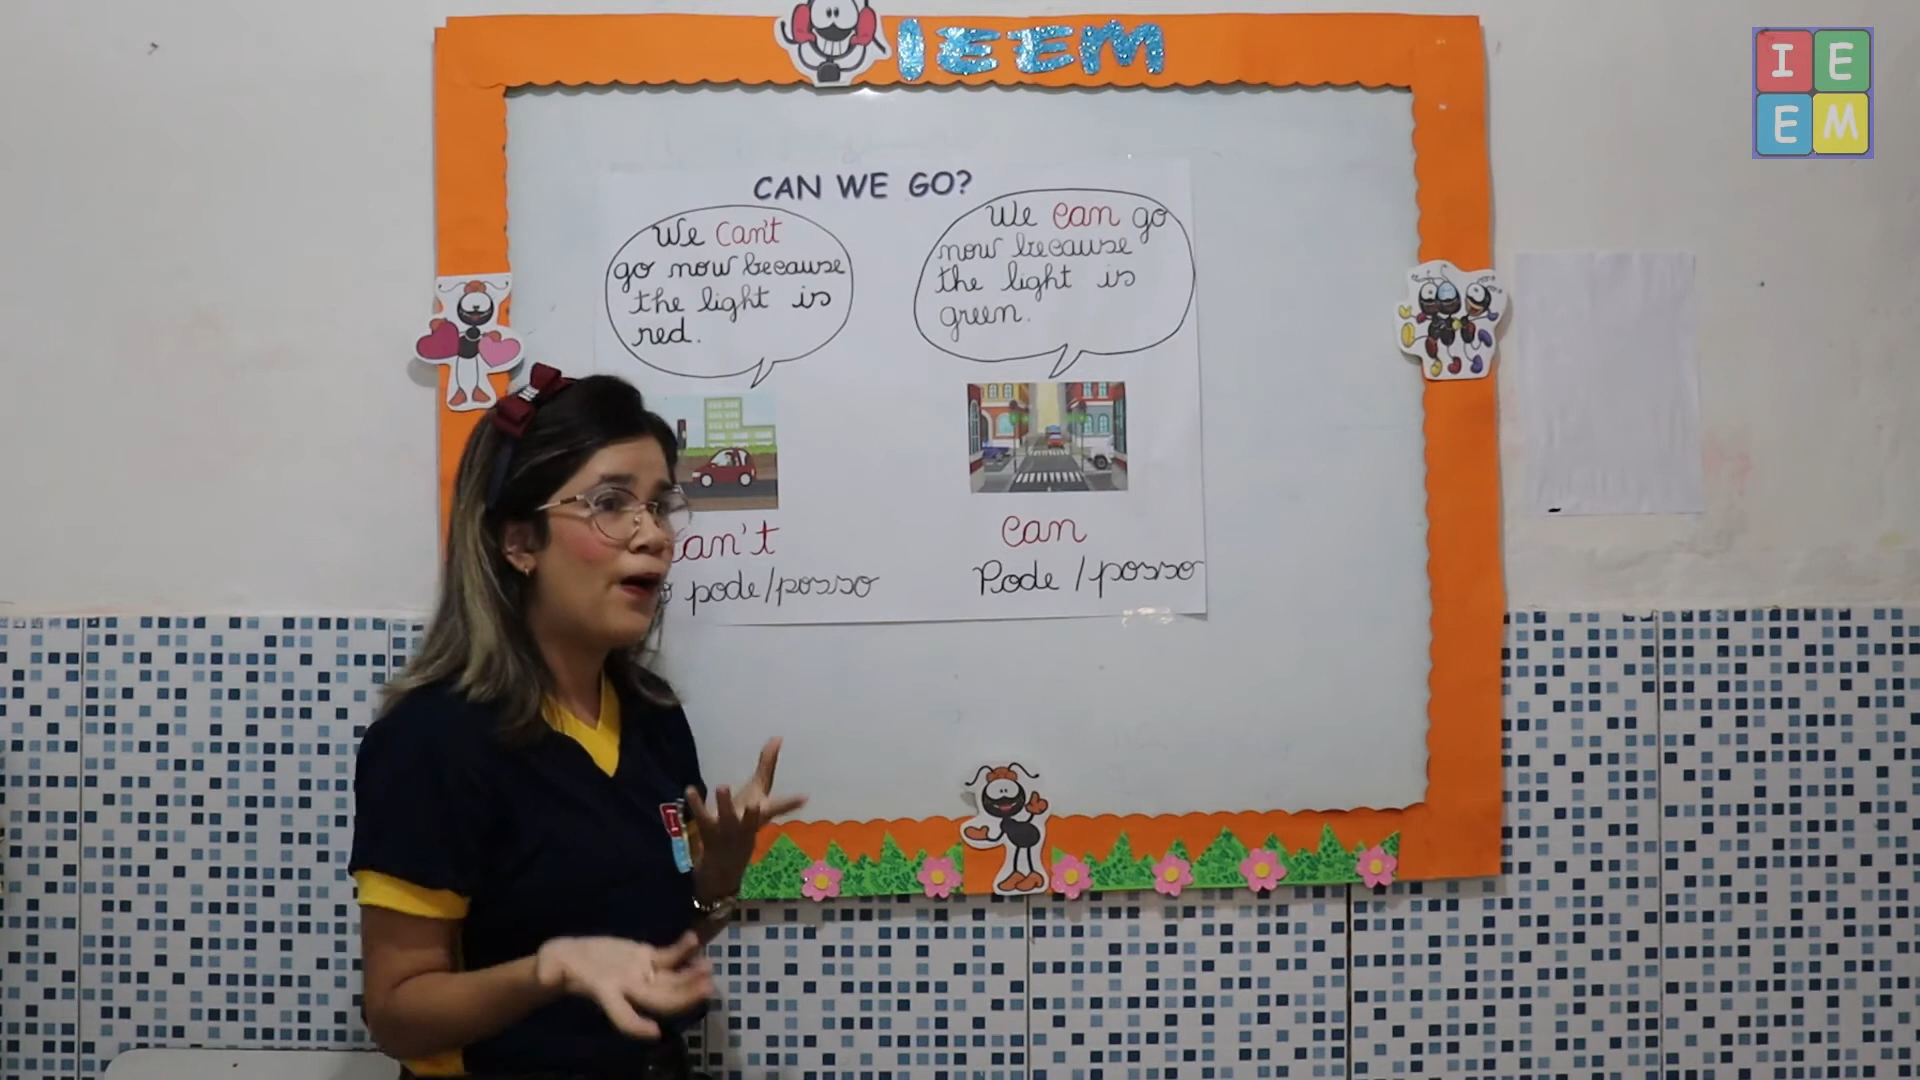 IEEM
I E
E M
CAN WE GO?
We can't
go now because
the light is
red.
We can go
now because
the light is
green.
can't
pode/posso
can
Pode / posso